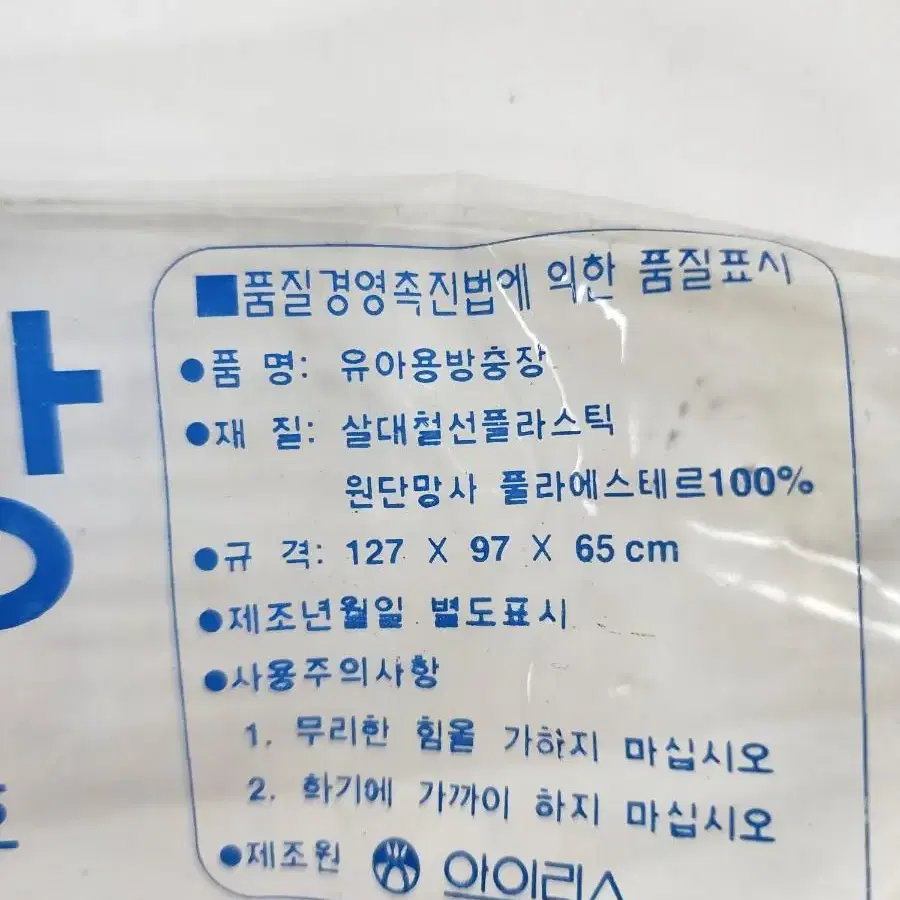 ■품질경영촉진법에 의한 품질표시
●품 명: 유아용방충장
●재 질: 살대철선플라스틱
원단망사 폴라에스테르100%
●규 격: 127 X 97 X 65 cm
●제조년월일 별도표시
●사용주의사항
1. 무리한 힘을 가하지 마십시오
2. 화기에 가까이 하지 마십시오
●제조원 아이리스